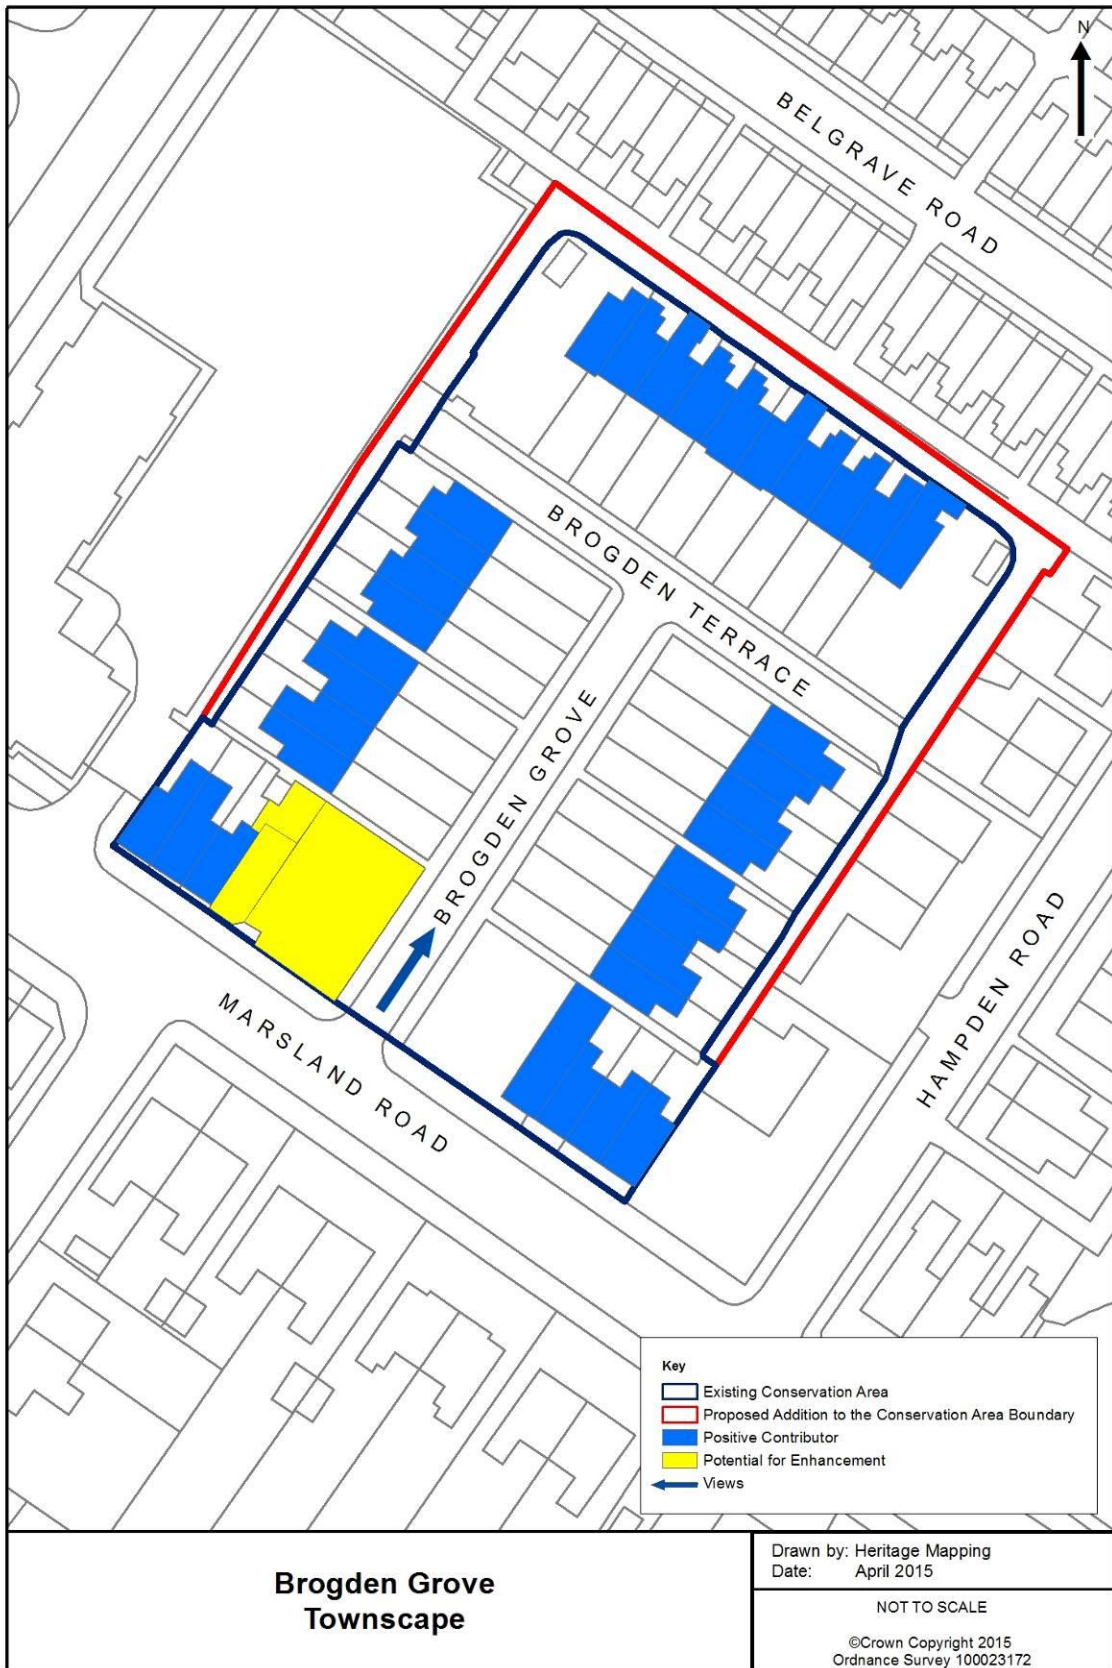 N
BELGRAVE ROAD
BROGDEN TERRACE
BROGDEN GROVE
HAMPDEN ROAD
MARSLAND ROAD
Key
Existing Conservation Area
Proposed Addition to the Conservation Area Boundary
Positive Contributor
Potential for Enhancement
Views
Brogden Grove
Townscape
Drawn by: Heritage Mapping
Date: April 2015
NOT TO SCALE
©Crown Copyright 2015
Ordnance Survey 100023172